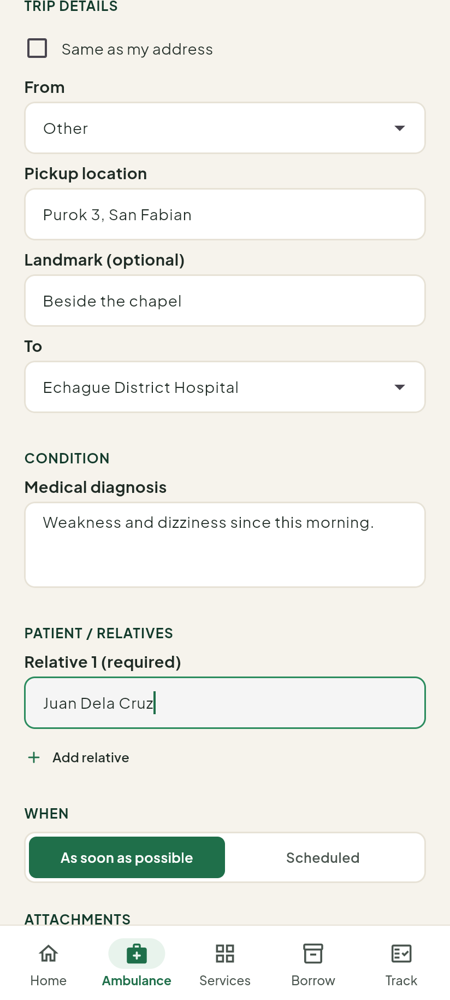 TRIP DETAILS
Same as my address
From
Other
Pickup location
Purok 3, San Fabian
Landmark (optional)
Beside the chapel
To
Echague District Hospital
CONDITION
Medical diagnosis
Weakness and dizziness since this morning.
PATIENT / RELATIVES
Relative 1 (required)
Juan Dela Cruz
Add relative
WHEN
As soon as possible
Scheduled
ATTACHMENTS
Home
Ambulance
Services
Borrow
Track